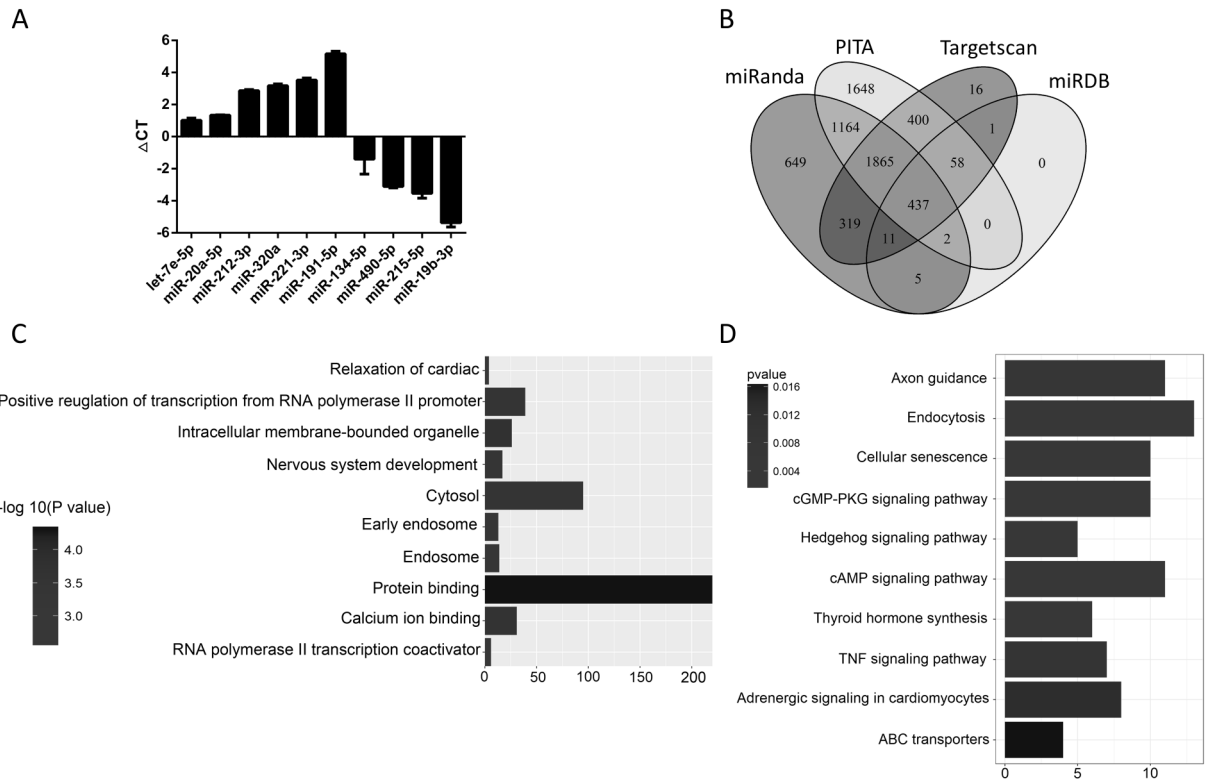 A
△CT
6
4
2
0
-2
-4
-6
let-7e-5p
miR-20a-5p
miR-212-3p
miR-320a
miR-221-3p
miR-191-5p
miR-134-5p
miR-490-5p
miR-215-5p
miR-19b-3p
B
miRanda
PITA
Targetscan
miRDB
1648
16
1164
400
1
649
1865
58
0
437
319
11
2
0
5
C
Relaxation of cardiac
Positive reuglation of transcription from RNA polymerase II promoter
Intracellular membrane-bounded organelle
Nervous system development
Cytosol
Early endosome
Endosome
Protein binding
Calcium ion binding
RNA polymerase II transcription coactivator
0 50 100 150 200
-log 10(P value)
4.0
3.5
3.0
D
pvalue
0.016
0.012
0.008
0.004
Axon guidance
Endocytosis
Cellular senescence
cGMP-PKG signaling pathway
Hedgehog signaling pathway
cAMP signaling pathway
Thyroid hormone synthesis
TNF signaling pathway
Adrenergic signaling in cardiomyocytes
ABC transporters
0 5 10